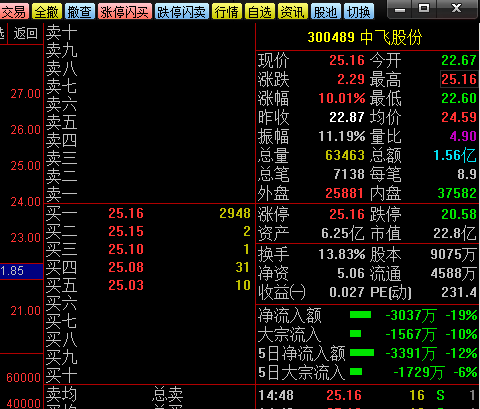 交易 全撤 撤查 涨停闪买 跌停闪卖 行情 自选 资讯 股池 切换
返回
300489 中飞股份
卖十
卖九
卖八
卖七
卖六
卖五
卖四
卖三
卖二
卖一
买一 25.16 2948
买二 25.15 2
买三 25.10 1
买四 25.08 31
买五 25.03 10
买六
买七
买八
买九
买十
卖均 总卖
27.00
26.00
25.00
24.00
23.00
1.85
21.00
60000
40000
现价 25.16 今开 22.67
涨跌 2.29 最高 25.16
涨幅 10.01% 最低 22.60
昨收 22.87 均价 24.59
振幅 11.19% 量比 4.90
总量 63463 总额 1.56亿
总笔 7138 每笔 8.9
外盘 25881 内盘 37582
涨停 25.16 跌停 20.58
资产 6.25亿 市值 22.8亿
换手 13.83% 股本 9075万
净资 5.06 流通 4588万
收益(一) 0.027 PE(动) 231.4
净流入额 -3037万 -19%
大宗流入 -1567万 -10%
5日净流入额 -3391万 -12%
5日大宗流入 -1729万 -6%
14:48 25.16 16 S 1